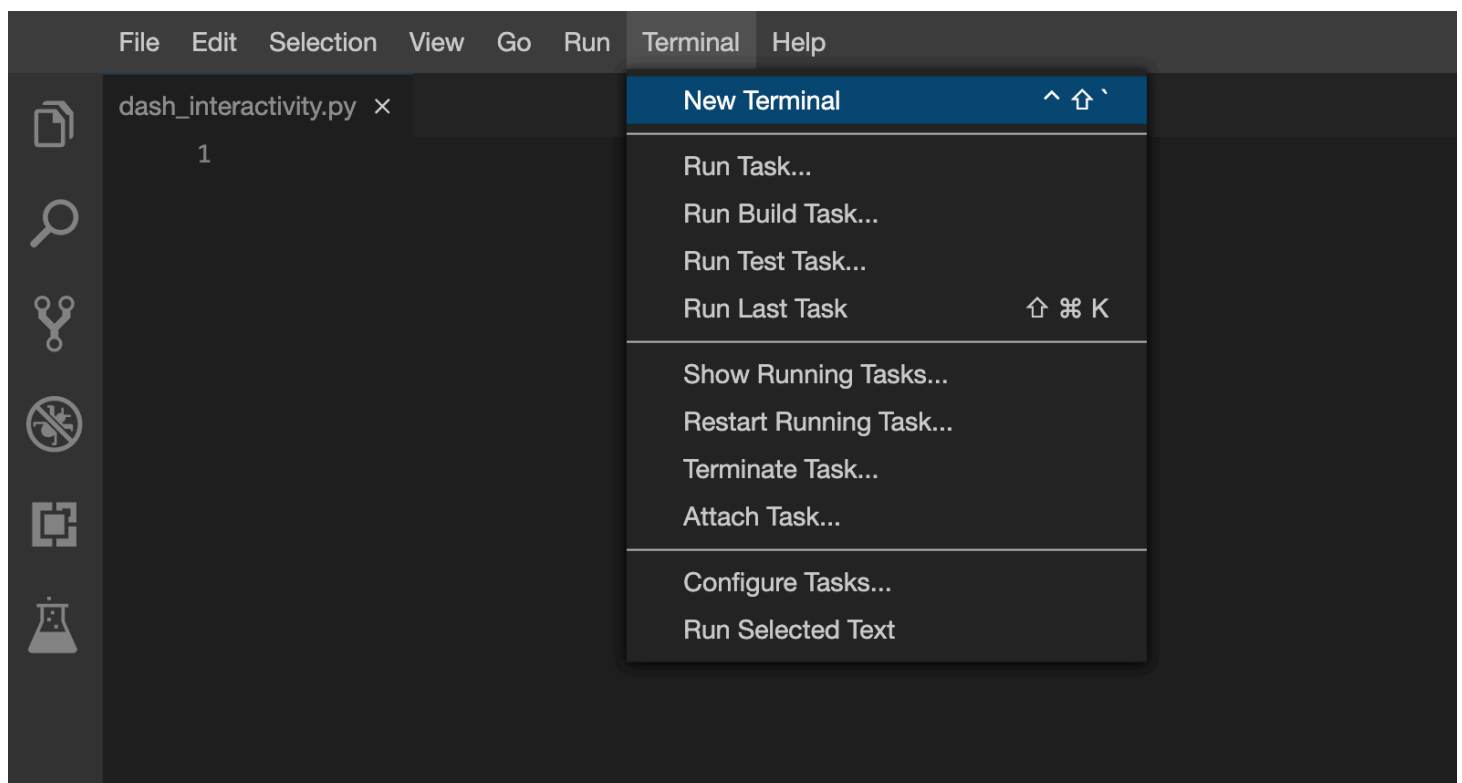 File Edit Selection View Go Run Terminal Help
dash_interactivity.py ×
1
New Terminal ^ ⇧ `
Run Task...
Run Build Task...
Run Test Task...
Run Last Task ⇧ ⌘ K
Show Running Tasks...
Restart Running Task...
Terminate Task...
Attach Task...
Configure Tasks...
Run Selected Text